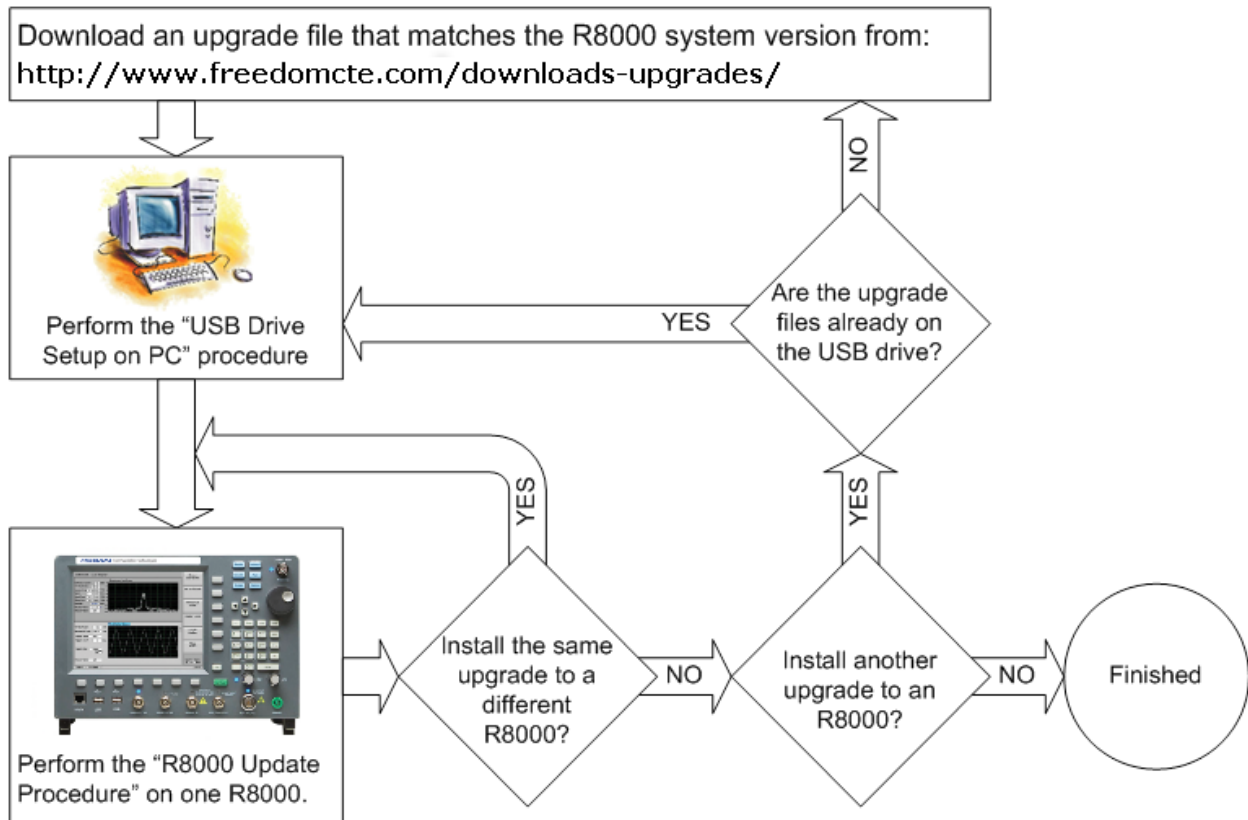 Download an upgrade file that matches the R8000 system version from:
http://www.freedomcte.com/downloads-upgrades/
NO
Perform the “USB Drive
Setup on PC” procedure
YES
Are the upgrade
files already on
the USB drive?
YES
YES
Perform the “R8000 Update
Procedure” on one R8000.
Install the same
upgrade to a
different
R8000?
NO
Install another
upgrade to an
R8000?
NO
Finished